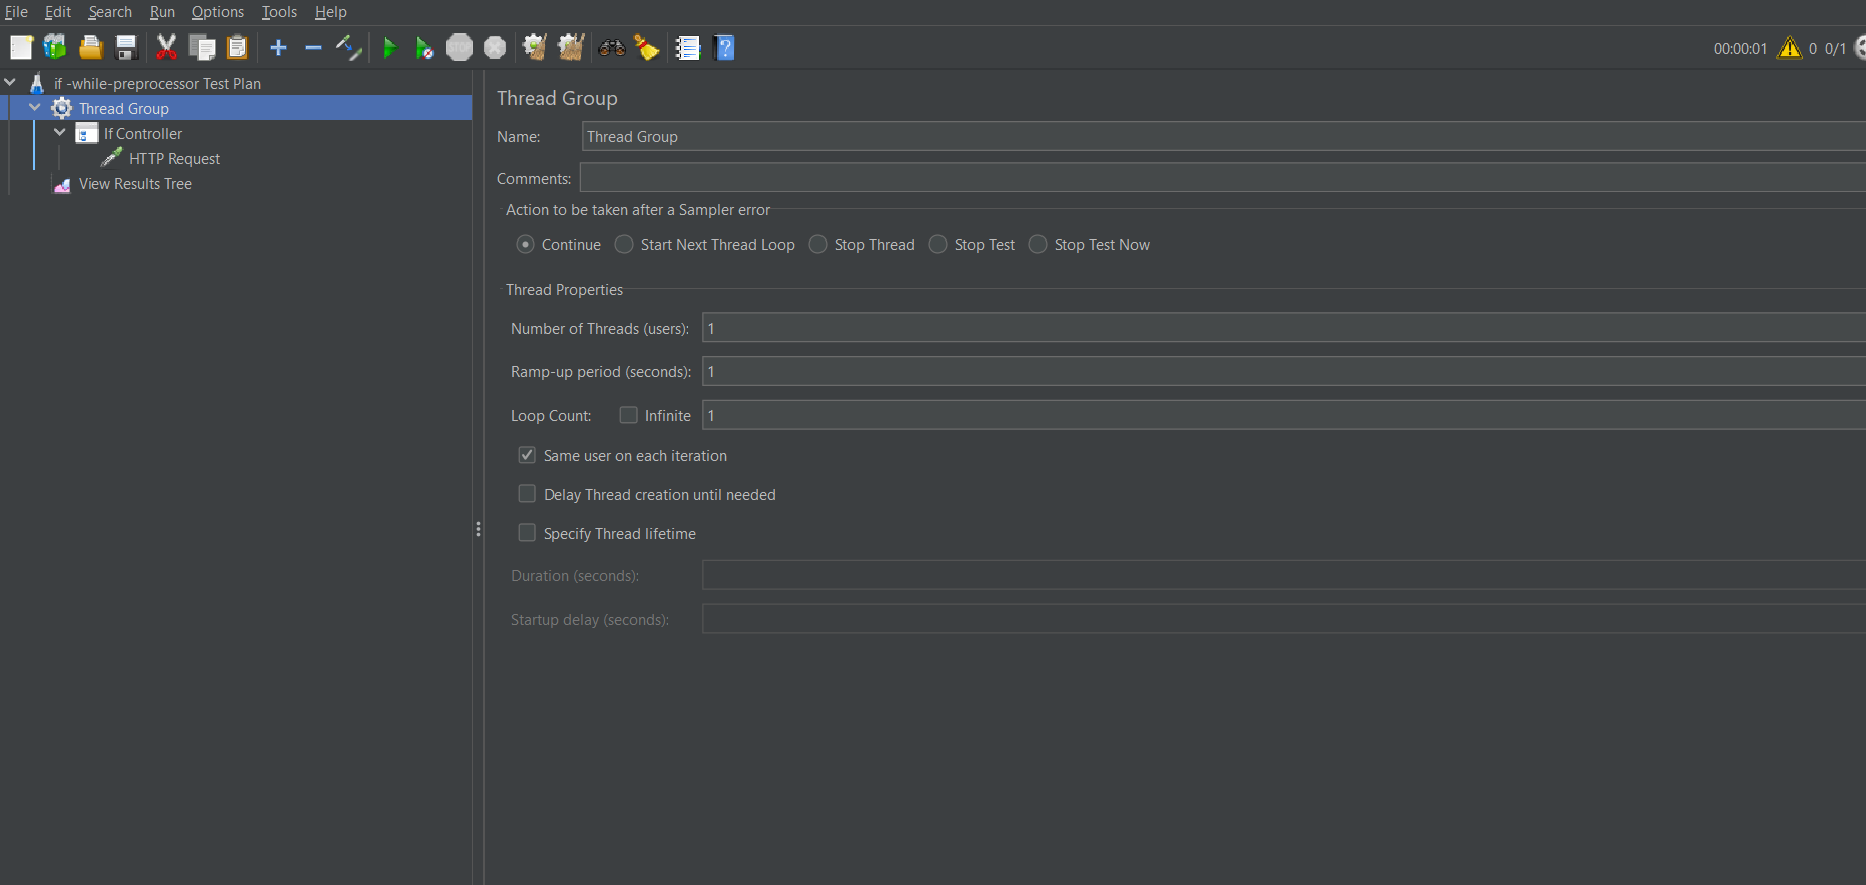 File Edit Search Run Options Tools Help
STOP
00:00:01 0 0/1
if -while-preprocessor Test Plan
Thread Group
If Controller
HTTP Request
View Results Tree
Thread Group
Name: Thread Group
Comments:
Action to be taken after a Sampler error
Continue Start Next Thread Loop Stop Thread Stop Test Stop Test Now
Thread Properties
Number of Threads (users): 1
Ramp-up period (seconds): 1
Loop Count: Infinite 1
Same user on each iteration
Delay Thread creation until needed
Specify Thread lifetime
Duration (seconds):
Startup delay (seconds):